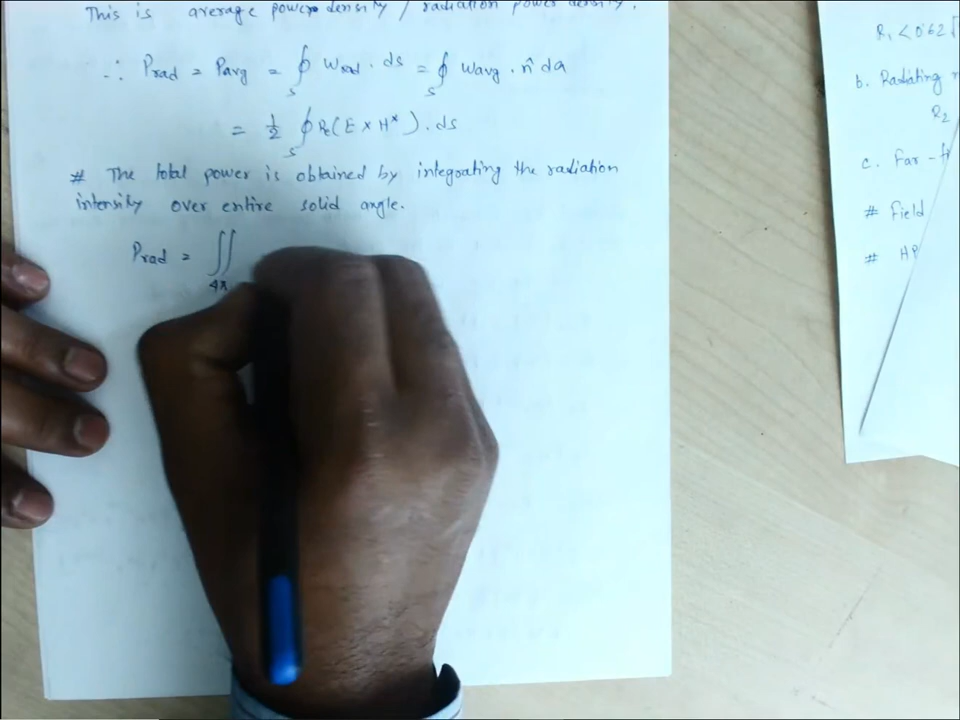 This is average power density / radiation power density.
∴ Prad = Pavg = ∮s Wrad . ds = ∮s Wavg . n̂ da
= 1/2 ∮s Re(E × H*) . ds
# The total power is obtained by integrating the radiation
intensity over entire solid angle.
Prad = ∬4π
R1 < 0.62√
b. Radiating
R2
c. Far-
# Field
# HP